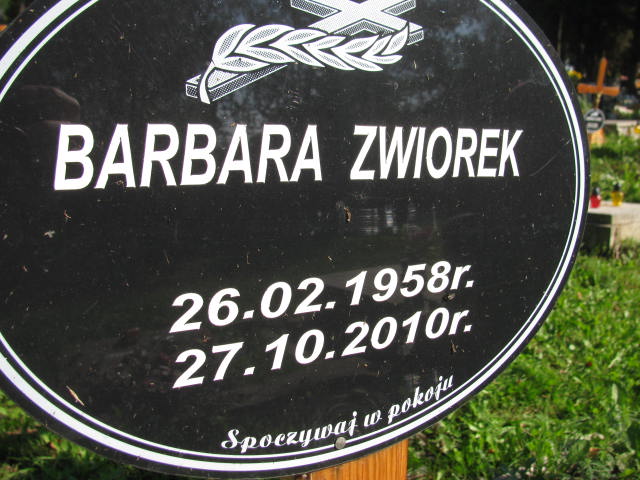 BARBARA ZWIOREK
26.02.1958r.
27.10.2010r.
Spoczywaj w pokoju